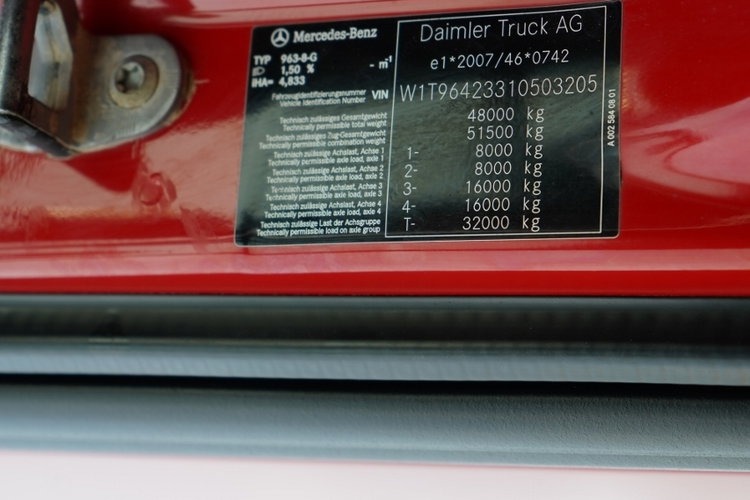 Mercedes-Benz
TYP 963-8-G
1,50 % - m⁻¹
iHA= 4,833
Fahrzeugidentifizierungsnummer
Vehicle Identification Number VIN
Technisch zulässiges Gesamtgewicht
Technically permissible total weight
Technisch zulässiges Zug-Gesamtgewicht
Technically permissible combination weight
Technisch zulässige Achslast, Achse 1
Technically permissible axle load, axle 1
Technisch zulässige Achslast, Achse 2
Technically permissible axle load, axle 2
Technisch zulässige Achslast, Achse 3
Technically permissible axle load, axle 3
Technisch zulässige Achslast, Achse 4
Technically permissible axle load, axle 4
Technisch zulässige Last der Achsgruppe
Technically permissible load on axle group
Daimler Truck AG
e1*2007/46*0742
W1T96423310503205
48000 kg
51500 kg
1- 8000 kg
2- 8000 kg
3- 16000 kg
4- 16000 kg
T- 32000 kg
A 002 584 08 01